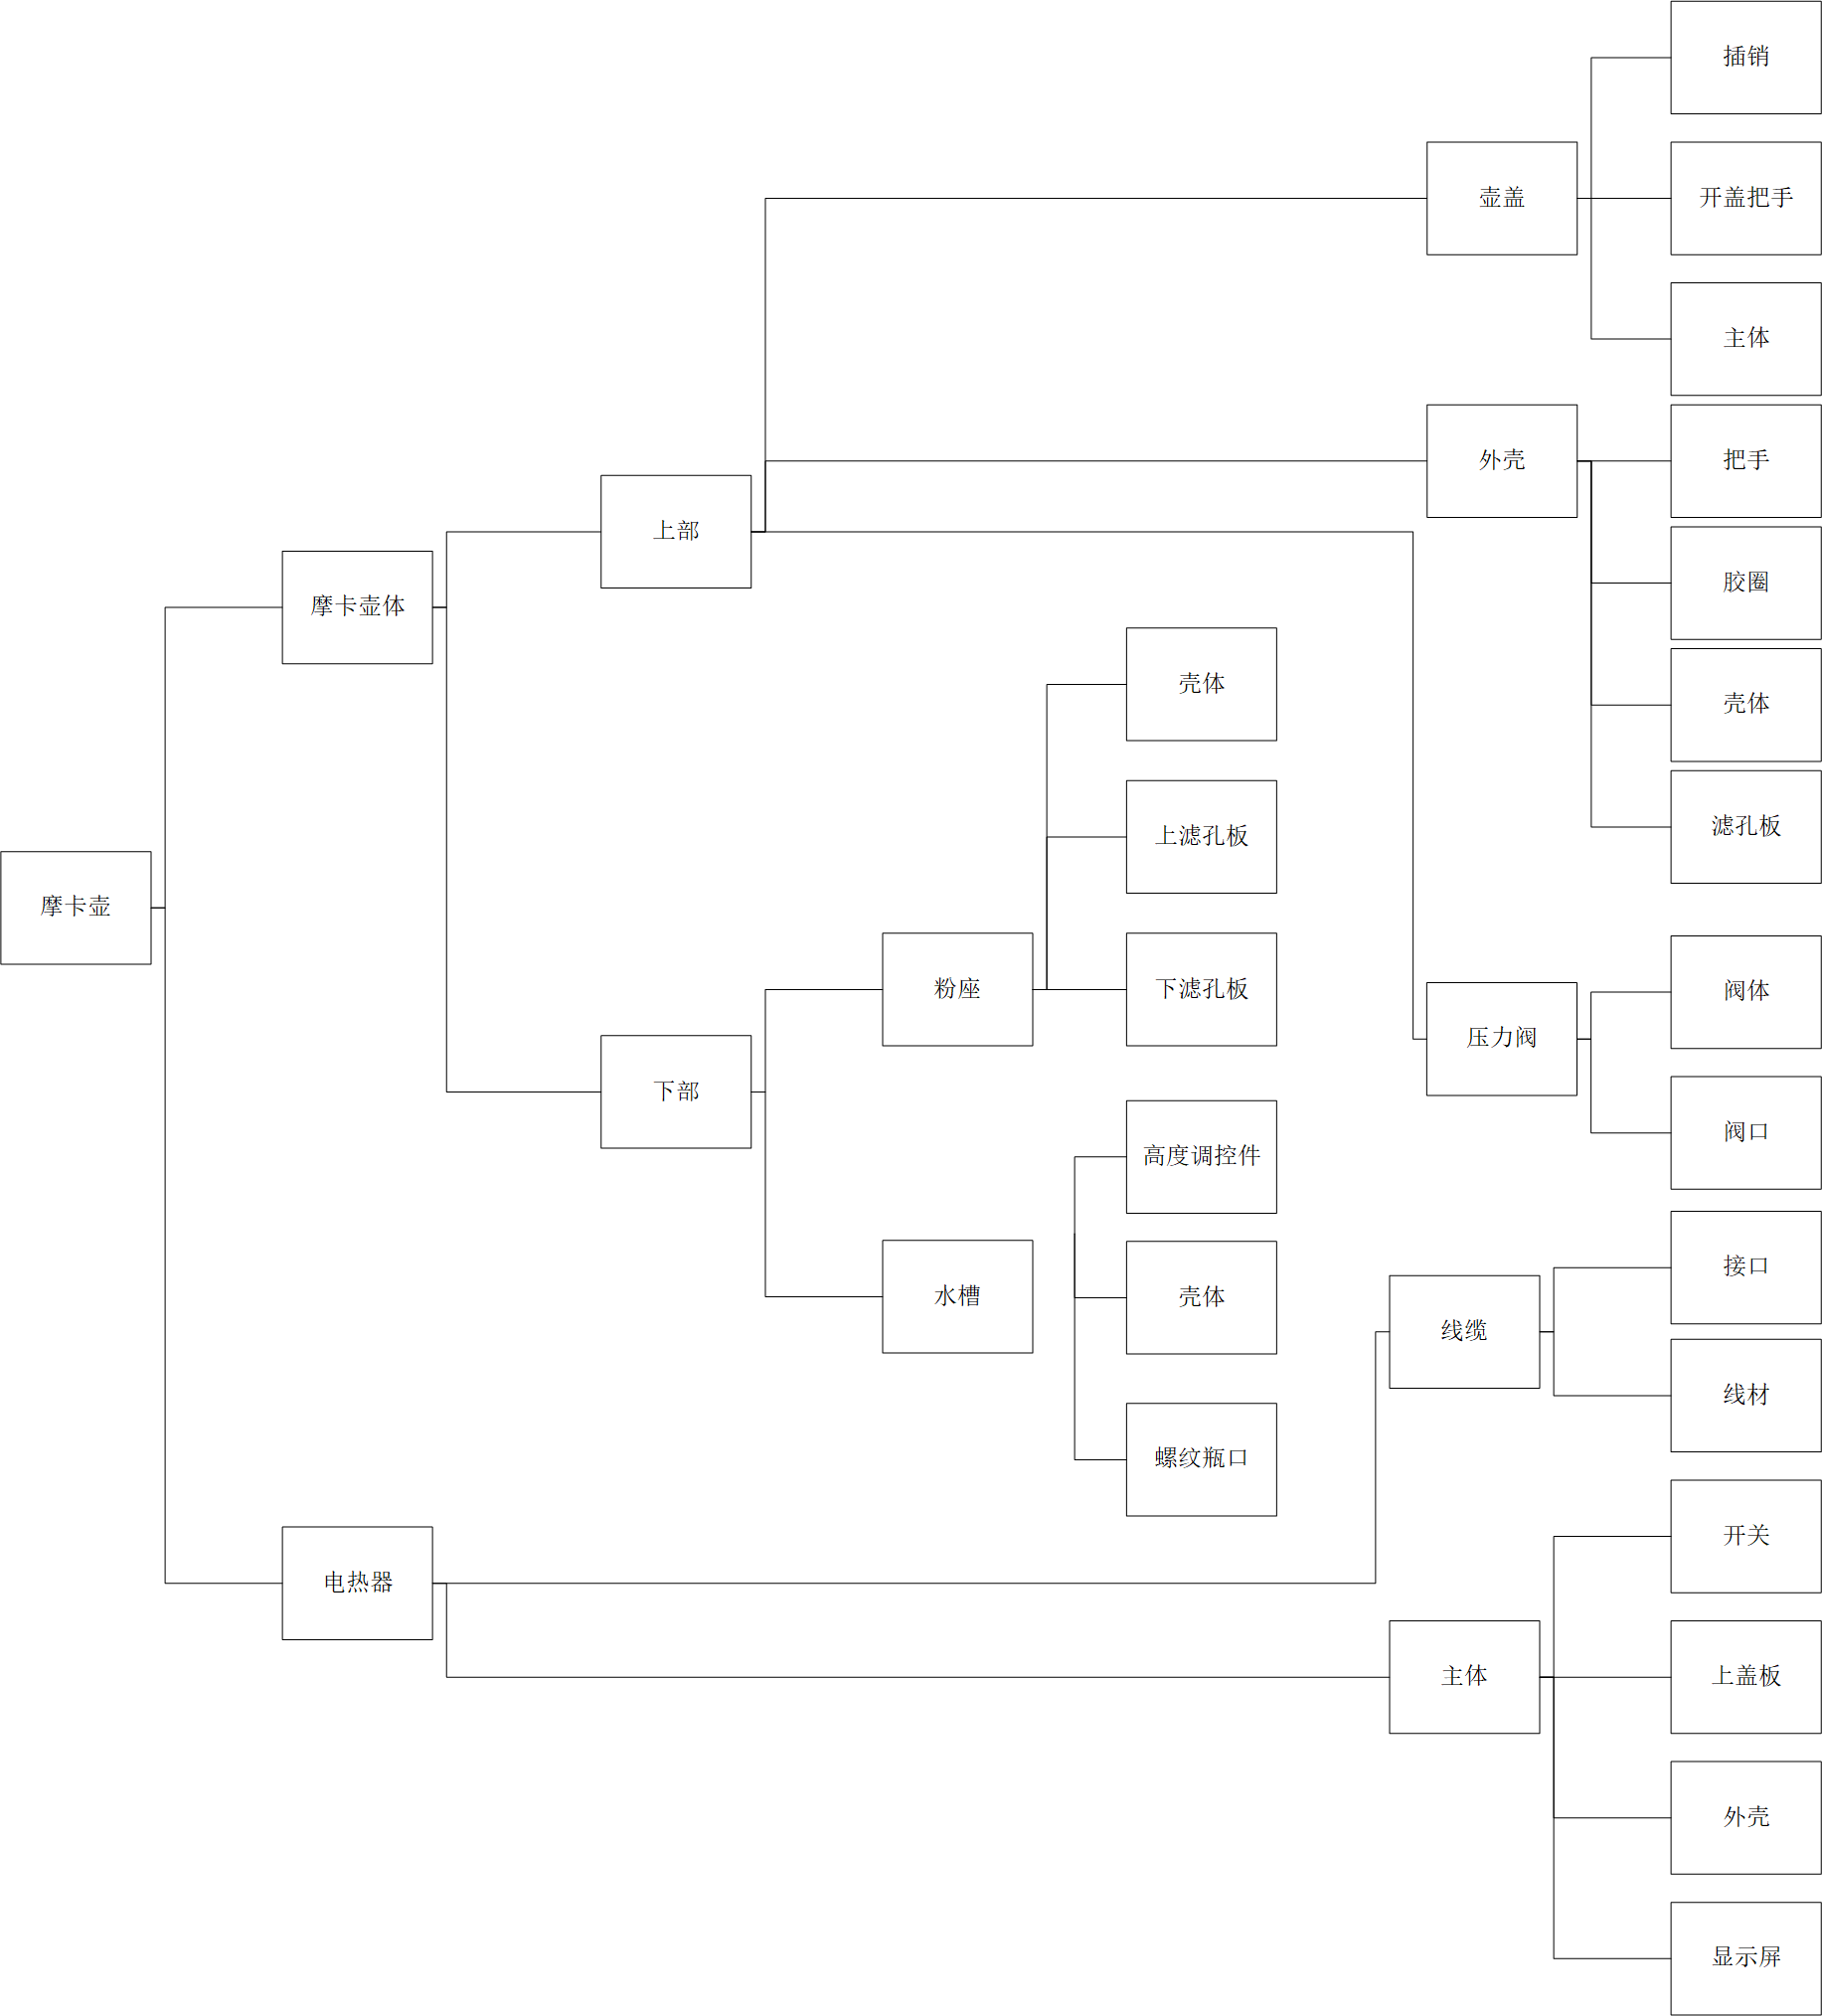 插销
开盖把手
壶盖
主体
把手
外壳
胶圈
壳体
滤孔板
上部
摩卡壶体
壳体
上滤孔板
摩卡壶
粉座
下滤孔板
阀体
压力阀
阀口
下部
高度调控件
水槽
壳体
螺纹瓶口
接口
线缆
线材
电热器
开关
主体
上盖板
外壳
显示屏